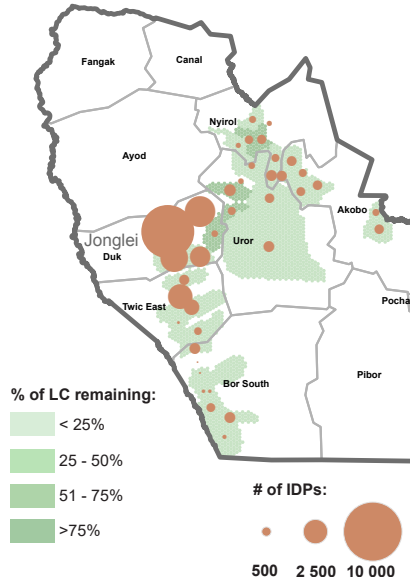 Fangak
Canal
Nyirol
Ayod
Akobo
Jonglei
Duk
Uror
Twic East
Pocha
Pibor
Bor South
% of LC remaining:
< 25%
25 - 50%
51 - 75%
>75%
# of IDPs:
500 2 500 10 000